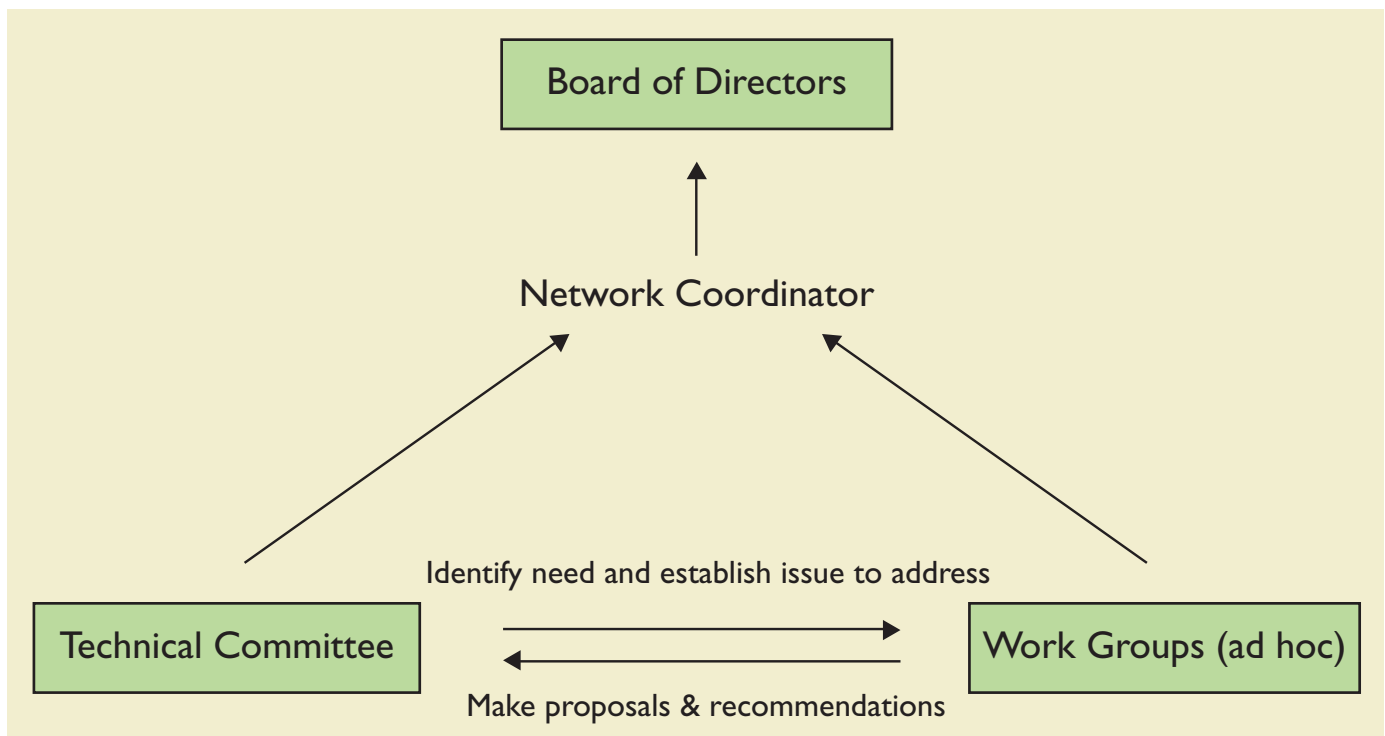 Board of Directors
Network Coordinator
Identify need and establish issue to address
Technical Committee
Work Groups (ad hoc)
Make proposals & recommendations